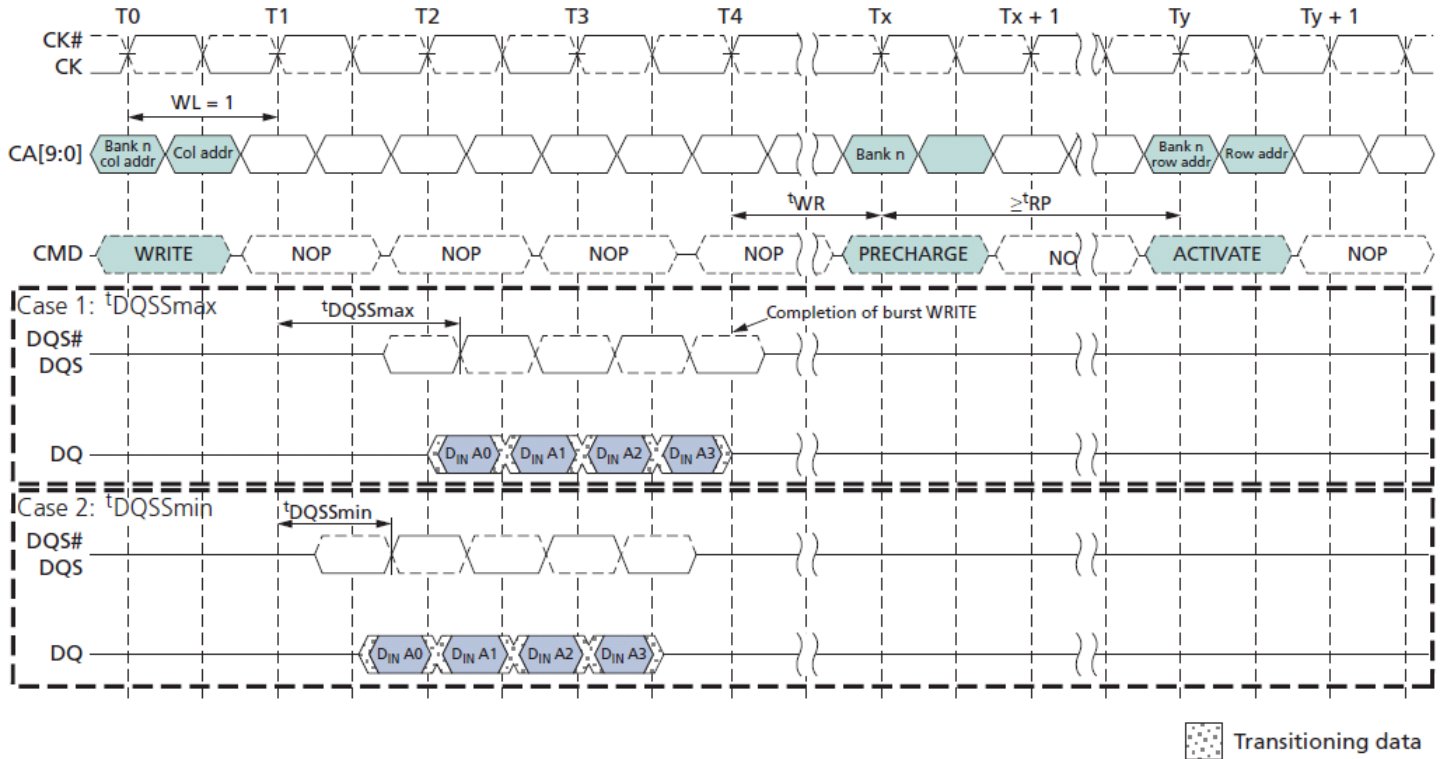 T0 T1 T2 T3 T4 Tx Tx + 1 Ty Ty + 1
CK#
CK
WL = 1
CA[9:0] Bank n col addr Col addr Bank n Bank n row addr Row addr
tWR ≥tRP
CMD WRITE NOP NOP NOP NOP PRECHARGE NO ACTIVATE NOP
Case 1: tDQSSmax
tDQSSmax
Completion of burst WRITE
DQS#
DQS
DQ DIN A0 DIN A1 DIN A2 DIN A3
Case 2: tDQSSmin
tDQSSmin
DQS#
DQS
DQ DIN A0 DIN A1 DIN A2 DIN A3
Transitioning data